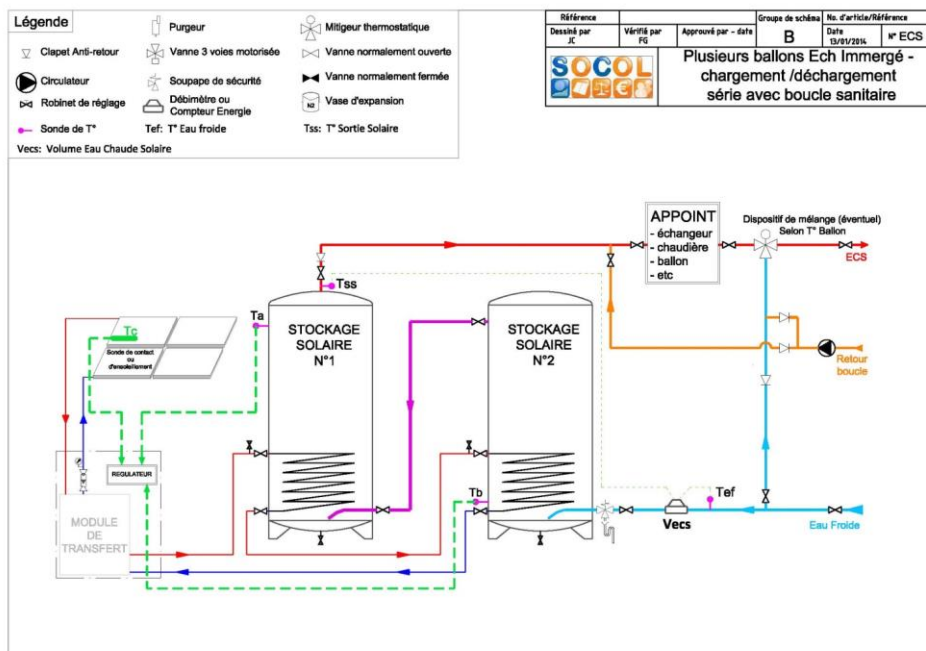 Légende
Purgeur
Mitigeur thermostatique
Clapet Anti-retour
Vanne 3 voies motorisée
Vanne normalement ouverte
Circulateur
Soupape de sécurité
Vanne normalement fermée
Robinet de réglage
Débimètre ou
Compteur Energie
N2
Vase d'expansion
Sonde de T°
Tef: T° Eau froide
Tss: T° Sortie Solaire
Vecs: Volume Eau Chaude Solaire
Référence
Groupe de schéma
No. d'article/Référence
Dessiné par
JC
Vérifié par
FG
Approuvé par - date
B
Date
13/01/2014
N° ECS
SOCOL
Plusieurs ballons Ech Immergé -
chargement /déchargement
série avec boucle sanitaire
APPOINT
- échangeur
- chaudière
- ballon
- etc
Dispositif de mélange (éventuel)
Selon T° Ballon
ECS
Tss
Ta
Tc
Sonde de contact
ou
d'ensoleillement
STOCKAGE
SOLAIRE
N°1
STOCKAGE
SOLAIRE
N°2
Retour
boucle
REGULATEUR
MODULE
DE
TRANSFERT
Tb
Tef
Vecs
Eau Froide